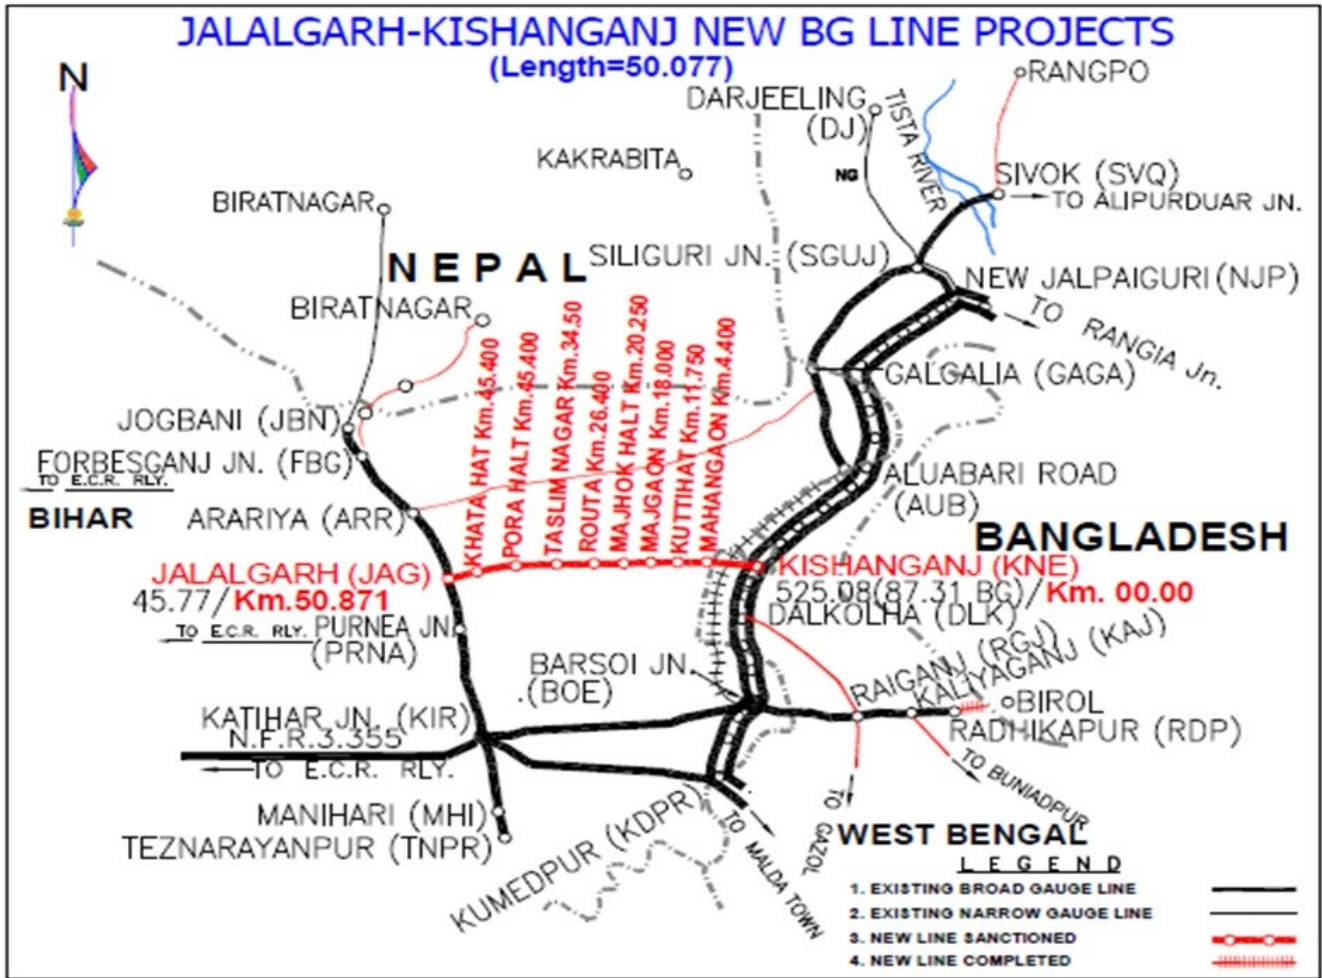 JALALGARH-KISHANGANJ NEW BG LINE PROJECTS
(Length=50.077)
N
RANGPO
DARJEELING
(DJ)
TISTA RIVER
KAKRABITA
NG
SIVOK (SVQ)
TO ALIPURDUAR JN.
BIRATNAGAR
NEPAL
SILIGURI JN. (SGUJ)
NEW JALPAIGURI (NJP)
BIRATNAGAR
TO RANGIA Jn.
KHATA HAT Km.45.400
PORA HALT Km.45.400
TASLIM NAGAR Km.34.50
ROUTA Km.26.400
MAJHOK HALT Km.20.250
MAJGAON Km.18.000
KUTTIHAT Km.11.750
MAHANGAON Km.4.400
GALGALIA (GAGA)
JOGBANI (JBN)
FORBESGANJ JN. (FBG)
TO E.C.R. RLY.
BIHAR
ARARIYA (ARR)
ALUABARI ROAD
(AUB)
BANGLADESH
JALALGARH (JAG)
45.77/Km.50.871
KISHANGANJ (KNE)
525.08(87.31 BG)/Km. 00.00
TO E.C.R. RLY.
PURNEA JN.
(PRNA)
DALKOLHA (DLK)
BARSOI JN.
.(BOE)
RAIGANJ (RGJ)
KALIYAGANJ (KAJ)
BIROL
RADHIKAPUR (RDP)
KATIHAR JN. (KIR)
N.F.R.3.355
TO E.C.R. RLY.
TO BUNIADPUR
MANIHARI (MHI)
TEZNARAYANPUR (TNPR)
KUMEDPUR (KDPR)
TO MALDA TOWN
TO GAZOL
WEST BENGAL
LEGEND
1. EXISTING BROAD GAUGE LINE
2. EXISTING NARROW GAUGE LINE
3. NEW LINE SANCTIONED
4. NEW LINE COMPLETED